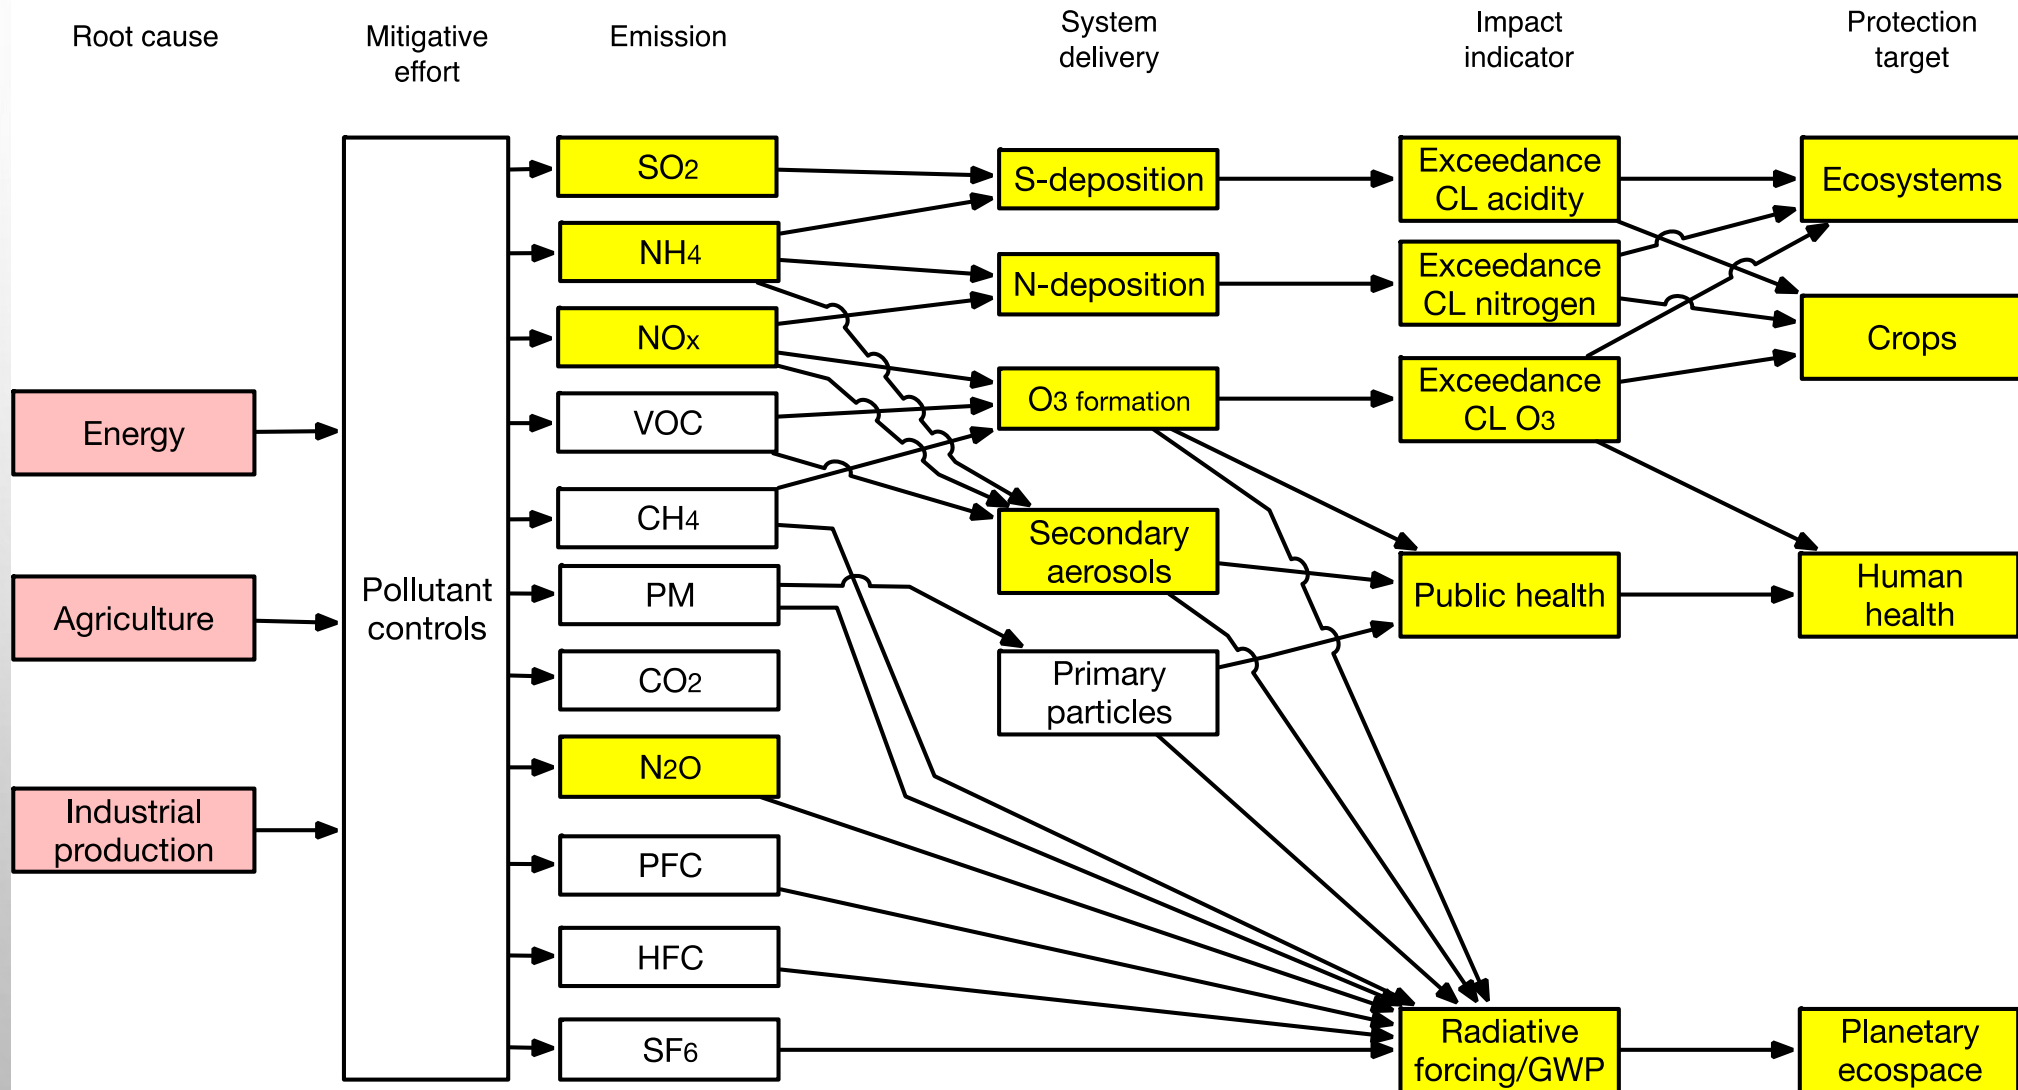 Root cause
Mitigative
effort
Emission
System
delivery
Impact
indicator
Protection
target
Energy
Agriculture
Industrial
production
Pollutant
controls
SO2
NH4
NOx
VOC
CH4
PM
CO2
N2O
PFC
HFC
SF6
S-deposition
N-deposition
O3 formation
Secondary
aerosols
Primary
particles
Exceedance
CL acidity
Exceedance
CL nitrogen
Exceedance
CL O3
Public health
Radiative
forcing/GWP
Ecosystems
Crops
Human
health
Planetary
ecospace